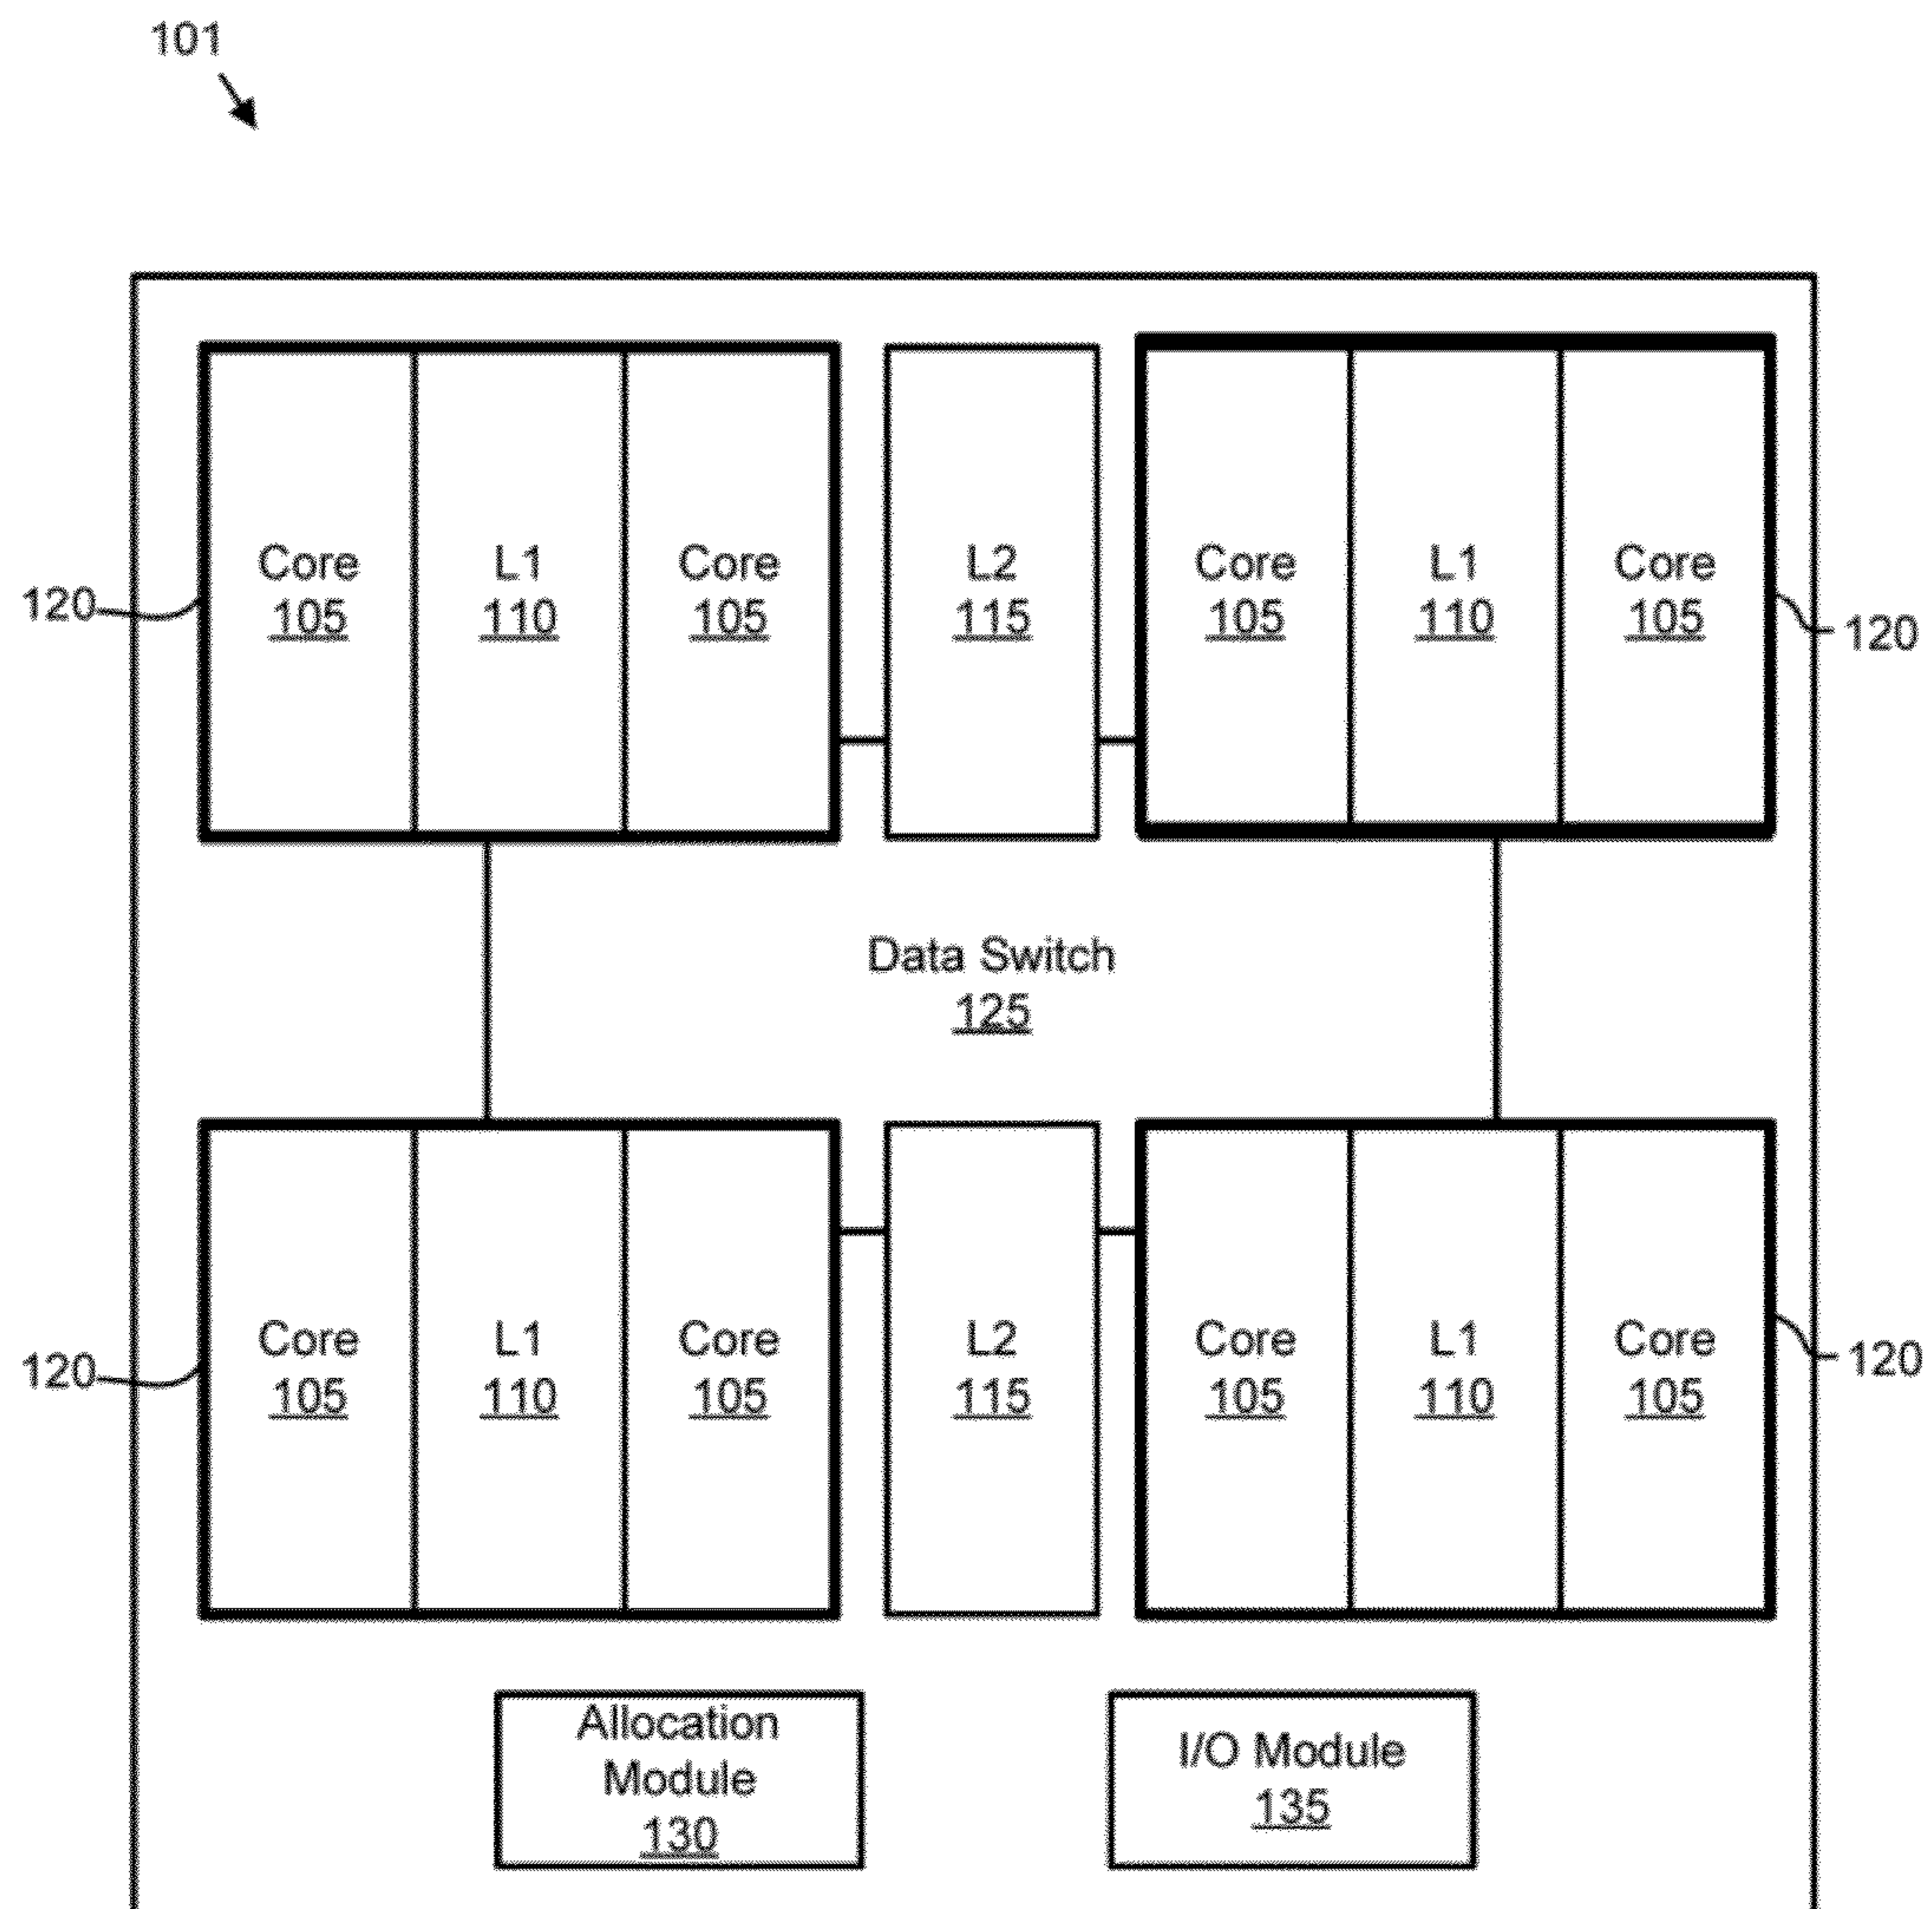 101
Core L1 Core L2 Core L1 Core
120 105 110 105 115 105 110 105 120
Data Switch
125
Core L1 Core L2 Core L1 Core
120 105 110 105 115 105 110 105 120
Allocation
Module
130
I/O Module
135